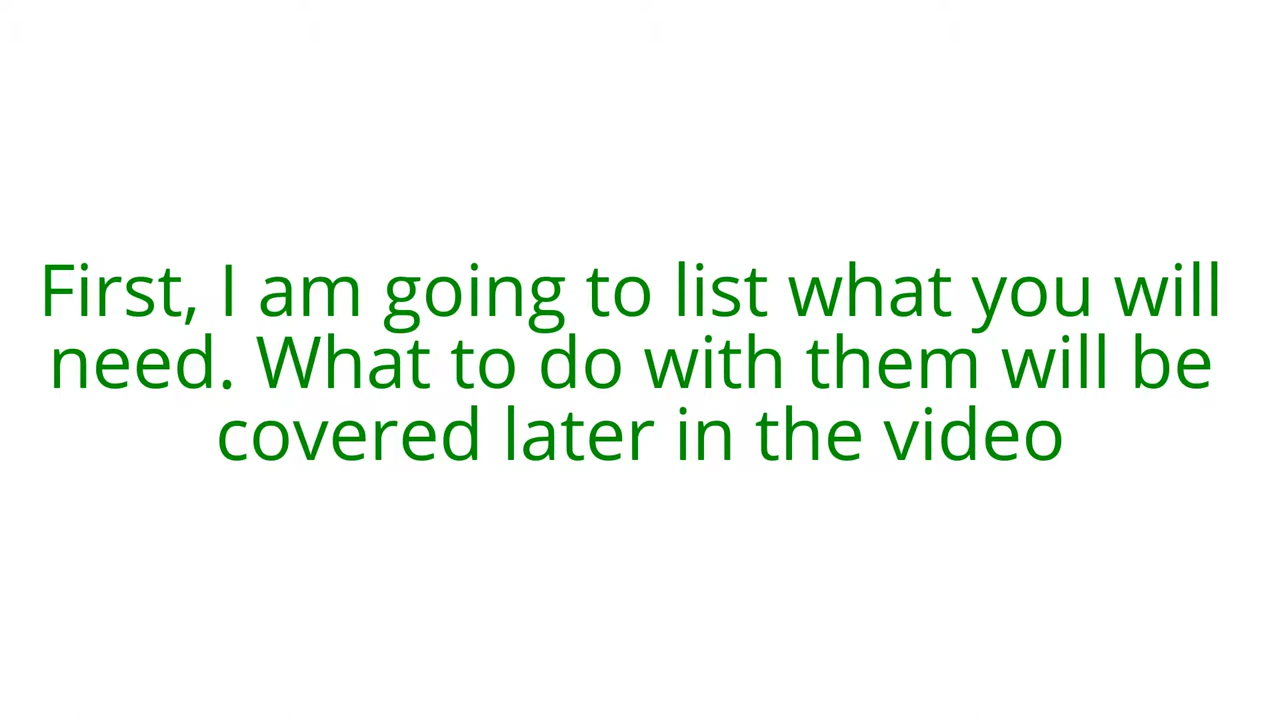 First, I am going to list what you will
need. What to do with them will be
covered later in the video